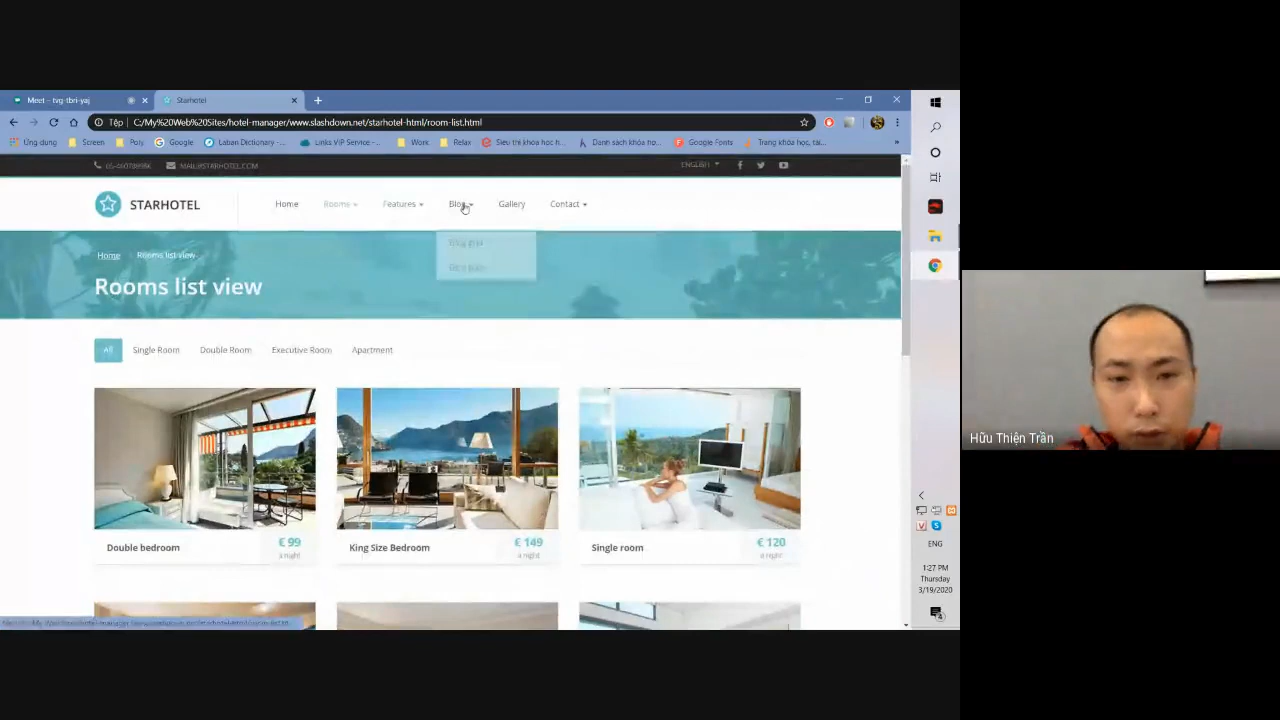 Meet - tvg-tbri-yaj
Starhotel
Tệp C:/My%20Web%20Sites/hotel-manager/www.slashdown.net/starhotel-html/room-list.html
Ứng dụng Screen Poly Google Laban Dictionary -... Links VIP Service -... Work Relax Siêu thị khóa học h... Danh sách khóa họ... Google Fonts Trang khóa học, tài...
MAIL@STARHOTEL.COM ENGLISH
STARHOTEL Home Rooms Features Blog Gallery Contact
Home Rooms list view
Rooms list view
All Single Room Double Room Executive Room Apartment
Double bedroom € 99 a night
King Size Bedroom € 149 a night
Single room € 120 a night
ENG
1:27 PM
Thursday
3/19/2020
Hữu Thiện Trần